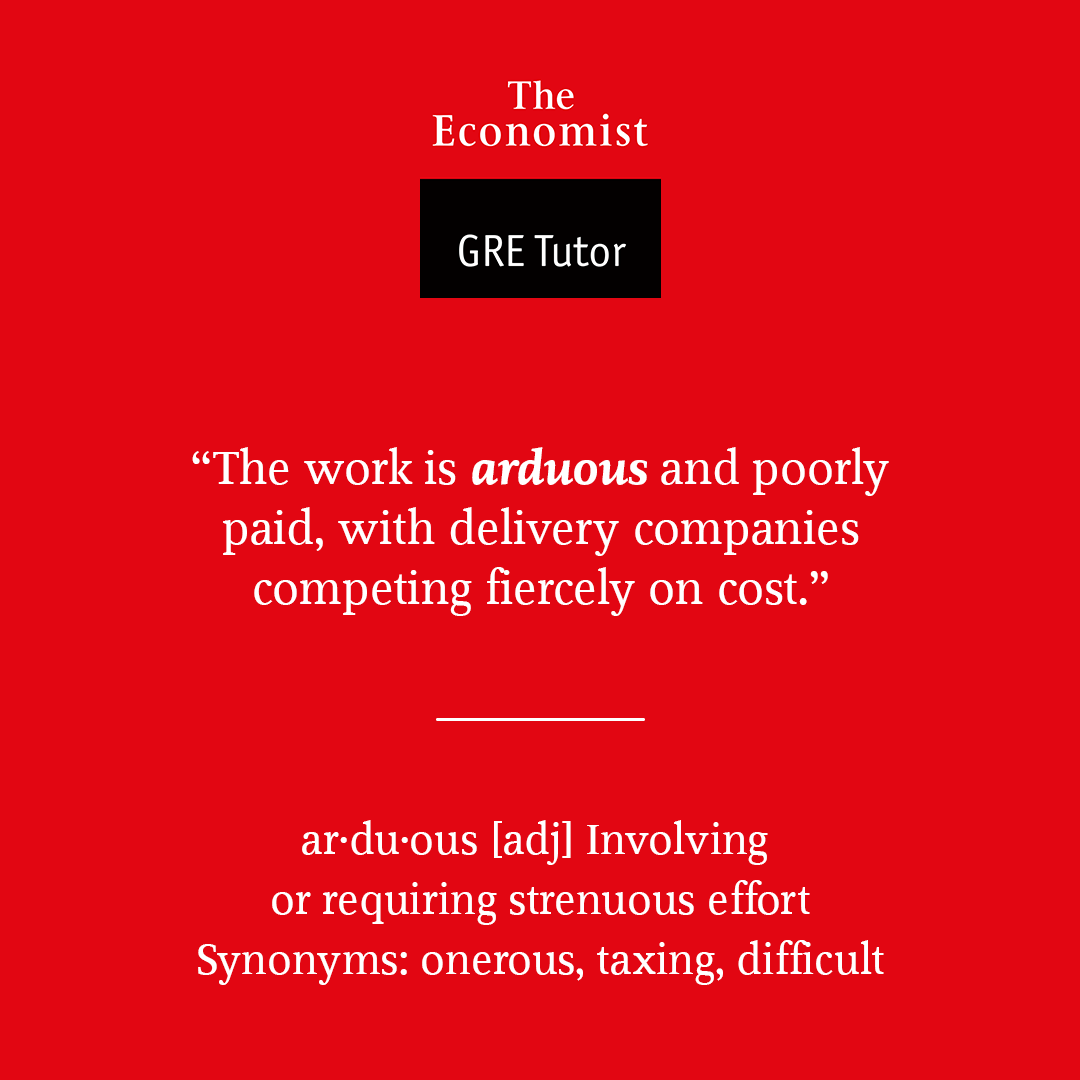 The
Economist
GRE Tutor
“The work is arduous and poorly
paid, with delivery companies
competing fiercely on cost.”
ar·du·ous [adj] Involving
or requiring strenuous effort
Synonyms: onerous, taxing, difficult